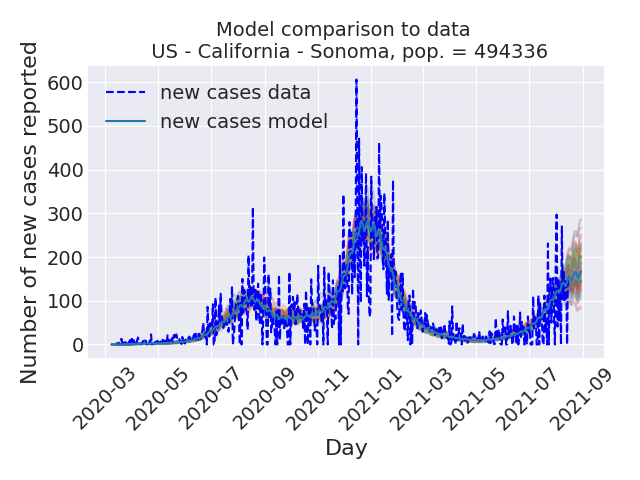 Model comparison to data
US - California - Sonoma, pop. = 494336
Number of new cases reported
600
500
400
300
200
100
0
new cases data
new cases model
2020-03
2020-05
2020-07
2020-09
2020-11
2021-01
2021-03
2021-05
2021-07
2021-09
Day